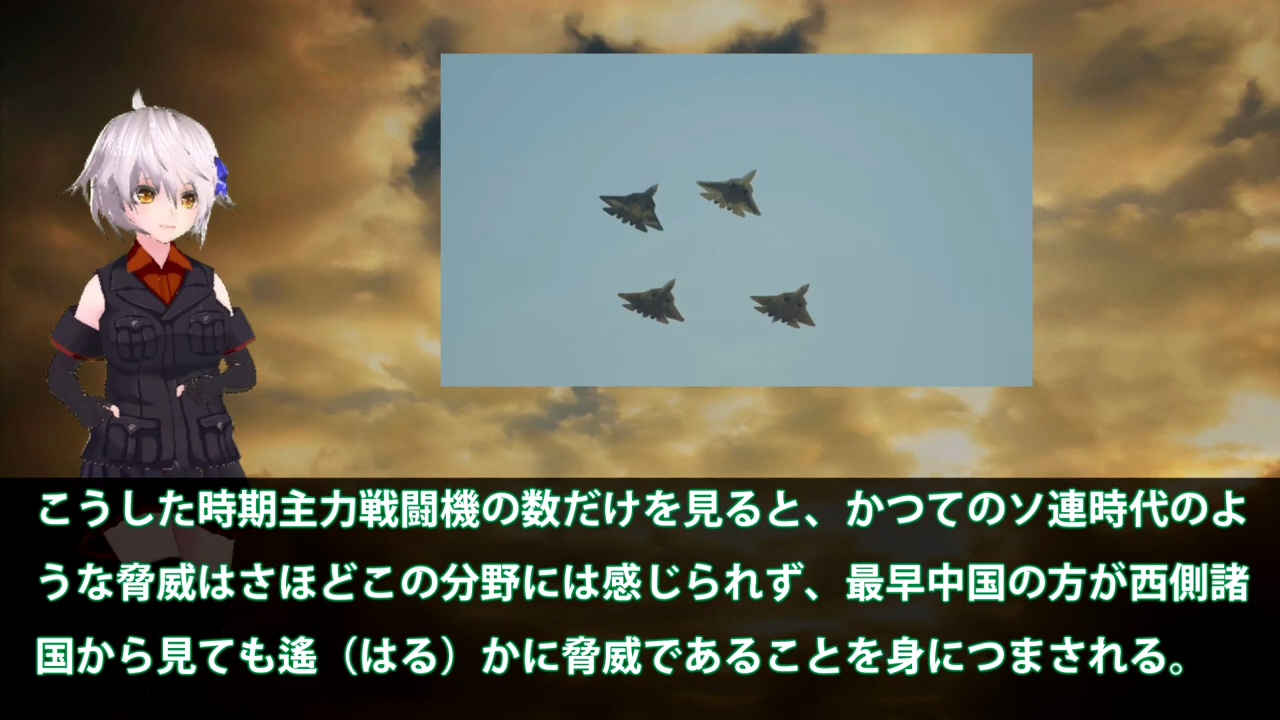 こうした時期主力戦闘機の数だけを見ると、かつてのソ連時代のよ
うな脅威はさほどこの分野には感じられず、最早中国の方が西側諸
国から見ても遙（はる）かに脅威であることを身につまされる。